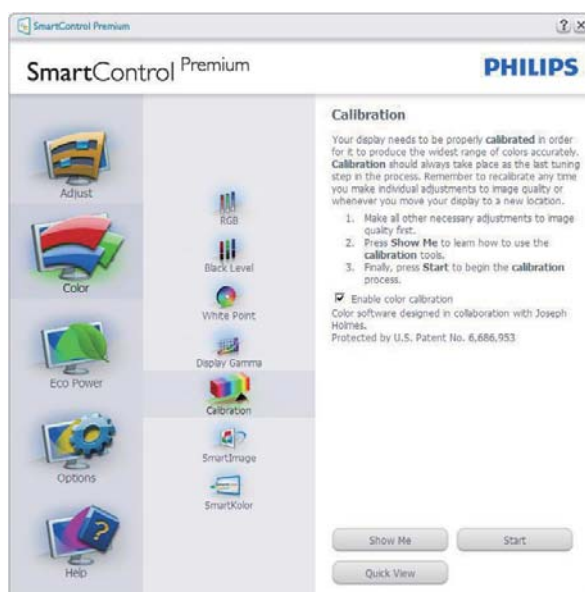 SmartControl Premium
SmartControl Premium
PHILIPS
Adjust
Color
Eco Power
Options
Help
RGB
Black Level
White Point
Display Gamma
Calibration
SmartImage
SmartKolor
Calibration
Your display needs to be properly calibrated in order
for it to produce the widest range of colors accurately.
Calibration should always take place as the last tuning
step in the process. Remember to recalibrate any time
you make individual adjustments to image quality or
whenever you move your display to a new location.
1. Make all other necessary adjustments to image
quality first.
2. Press Show Me to learn how to use the
calibration tools.
3. Finally, press Start to begin the calibration
process.
Enable color calibration
Color software designed in collaboration with Joseph
Holmes.
Protected by U.S. Patent No. 6,686,953
Show Me
Start
Quick View